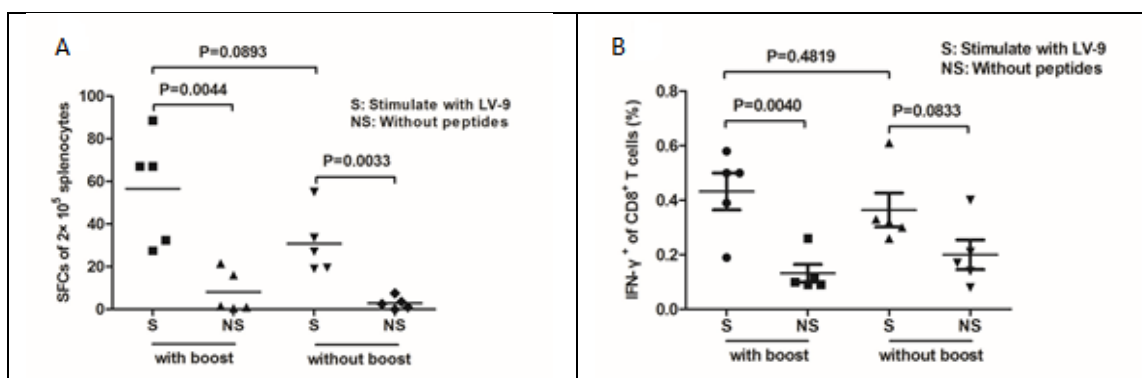 A
P=0.0893
P=0.0044
S: Stimulate with LV-9
NS: Without peptides
P=0.0033
SFCs of 2× 10⁵ splenocytes
100
80
60
40
20
0
S NS S NS
with boost without boost
B
P=0.4819
S: Stimulate with LV-9
NS: Without peptides
P=0.0040
P=0.0833
IFN-γ⁺ of CD8⁺ T cells (%)
0.8
0.6
0.4
0.2
0.0
S NS S NS
with boost without boost